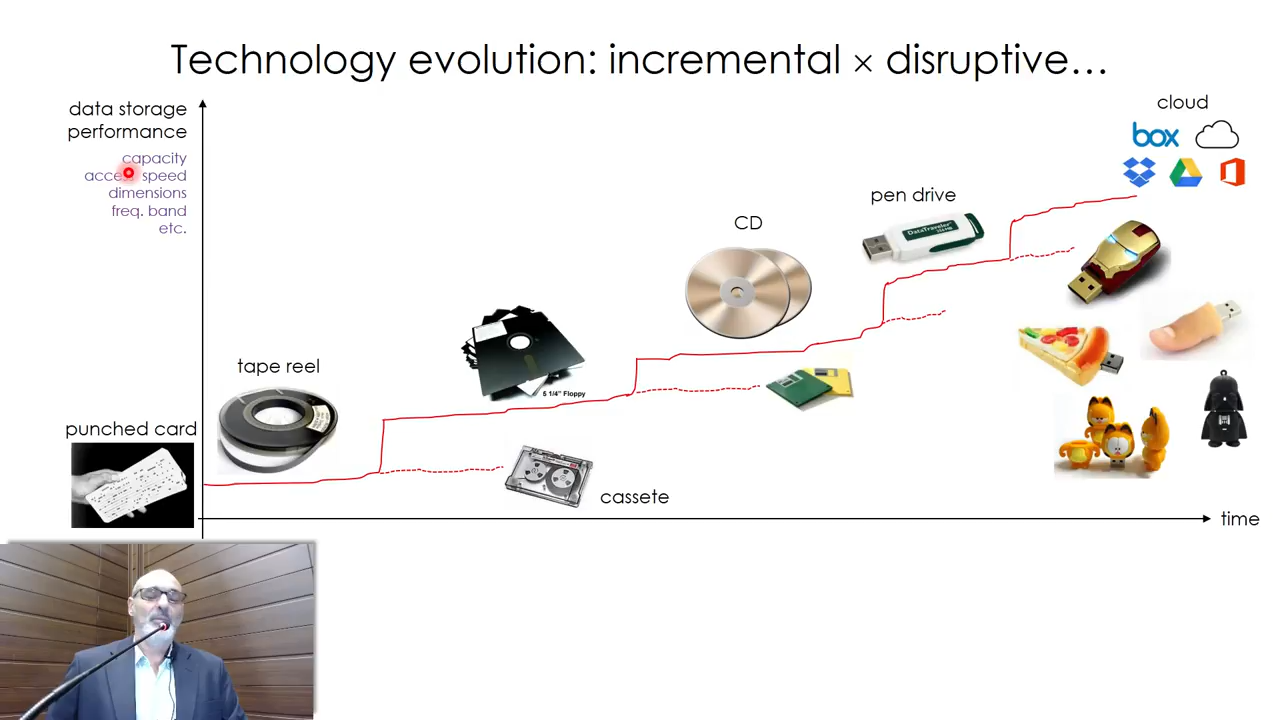 Technology evolution: incremental × disruptive…
data storage
performance
capacity
speed
dimensions
freq. band
etc.
cloud
box
pen drive
DataTraveler
CD
5 1/4" Floppy
tape reel
punched card
cassete
time